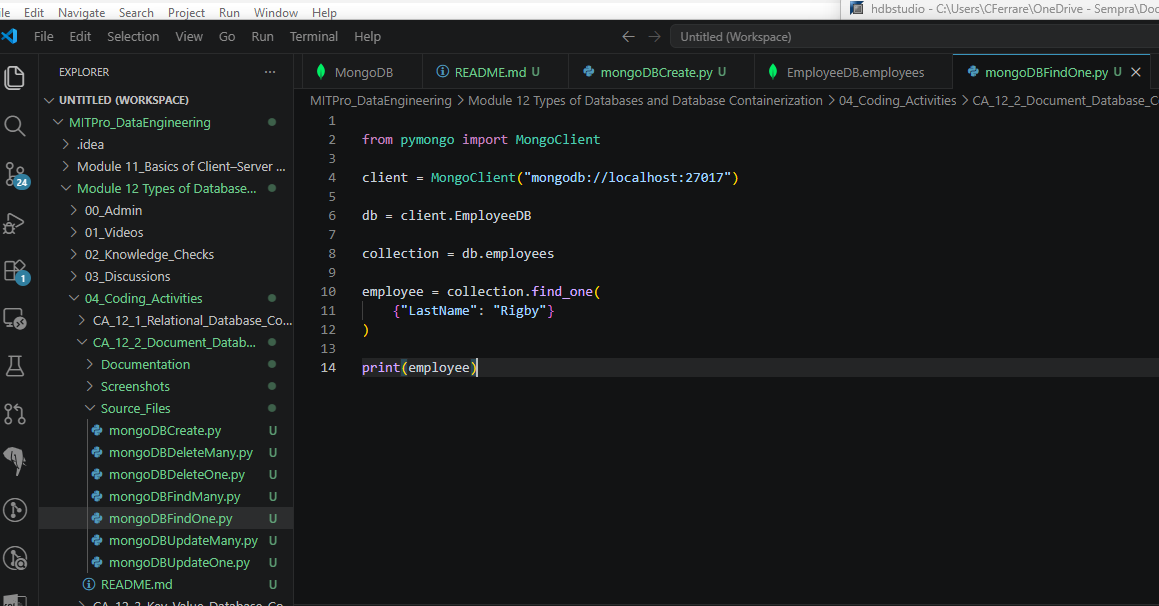 ile Edit Navigate Search Project Run Window Help
hdbstudio - C:\Users\CFerrare\OneDrive - Sempra\Doc
File Edit Selection View Go Run Terminal Help
Untitled (Workspace)
EXPLORER
MongoDB
README.md U
mongoDBCreate.py U
EmployeeDB.employees
mongoDBFindOne.py U
MITPro_DataEngineering > Module 12 Types of Databases and Database Containerization > 04_Coding_Activities > CA_12_2_Document_Database_C
UNTITLED (WORKSPACE)
MITPro_DataEngineering
.idea
Module 11_Basics of Client–Server ...
Module 12 Types of Database...
00_Admin
01_Videos
02_Knowledge_Checks
03_Discussions
04_Coding_Activities
CA_12_1_Relational_Database_Co...
CA_12_2_Document_Datab...
Documentation
Screenshots
Source_Files
mongoDBCreate.py U
mongoDBDeleteMany.py U
mongoDBDeleteOne.py U
mongoDBFindMany.py U
mongoDBFindOne.py U
mongoDBUpdateMany.py U
mongoDBUpdateOne.py U
README.md U
24
1
1
2 from pymongo import MongoClient
3
4 client = MongoClient("mongodb://localhost:27017")
5
6 db = client.EmployeeDB
7
8 collection = db.employees
9
10 employee = collection.find_one(
11 {"LastName": "Rigby"}
12 )
13
14 print(employee)